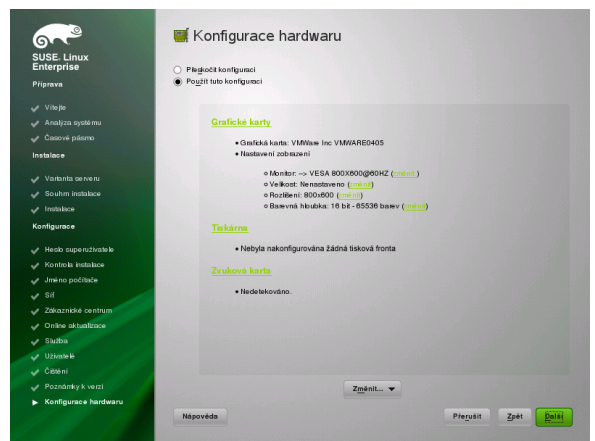 SUSE. Linux
Enterprise
Příprava
Vítejte
Analýza systému
Časové pásmo
Instalace
Varianta serveru
Souhrn instalace
Instalace
Konfigurace
Heslo superuživatele
Kontrola instalace
Jméno počítače
Síť
Zákaznické centrum
Online aktualizace
Služba
Uživatelé
Čištění
Poznámky k verzi
Konfigurace hardwaru
Konfigurace hardwaru
Přeskočit konfiguraci
Použít tuto konfiguraci
Grafické karty
Grafická karta: VMWare Inc VMWARE0405
Nastavení zobrazení
Monitor: --> VESA 800X600@60HZ (změnit)
Velikost: Nenastaveno (změnit)
Rozlišení: 800x600 (změnit)
Barevná hloubka: 16 bit - 65536 barev (změnit)
Tiskárna
Nebyla nakonfigurována žádná tisková fronta
Zvuková karta
Nedetekováno.
Změnit...
Nápověda
Přerušit
Zpět
Další